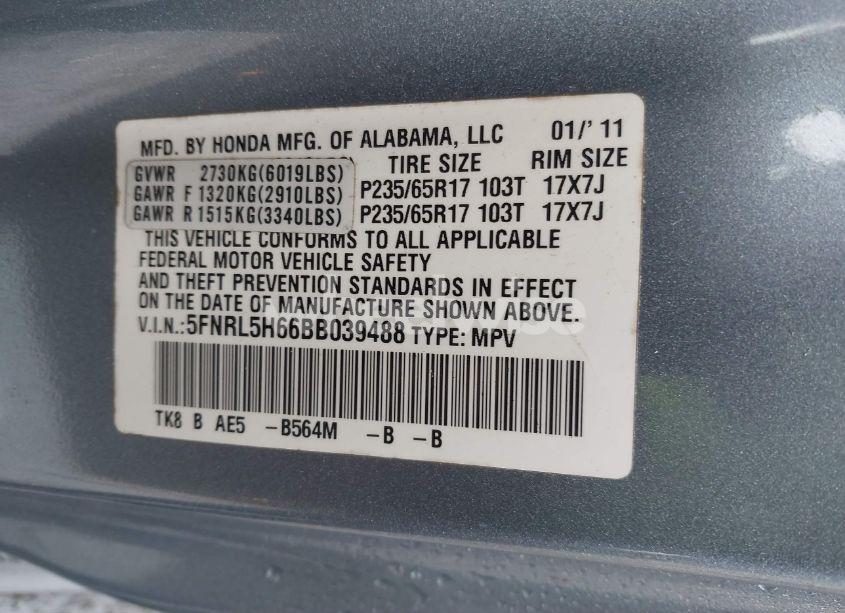 MFD. BY HONDA MFG. OF ALABAMA, LLC 01/'11
TIRE SIZE RIM SIZE
GVWR 2730KG(6019LBS)
GAWR F 1320KG(2910LBS) P235/65R17 103T 17X7J
GAWR R 1515KG(3340LBS) P235/65R17 103T 17X7J
THIS VEHICLE CONFORMS TO ALL APPLICABLE
FEDERAL MOTOR VEHICLE SAFETY
AND THEFT PREVENTION STANDARDS IN EFFECT
ON THE DATE OF MANUFACTURE SHOWN ABOVE.
V.I.N.:5FNRL5H66BB039488 TYPE: MPV
TK8 B AE5 -B564M -B -B